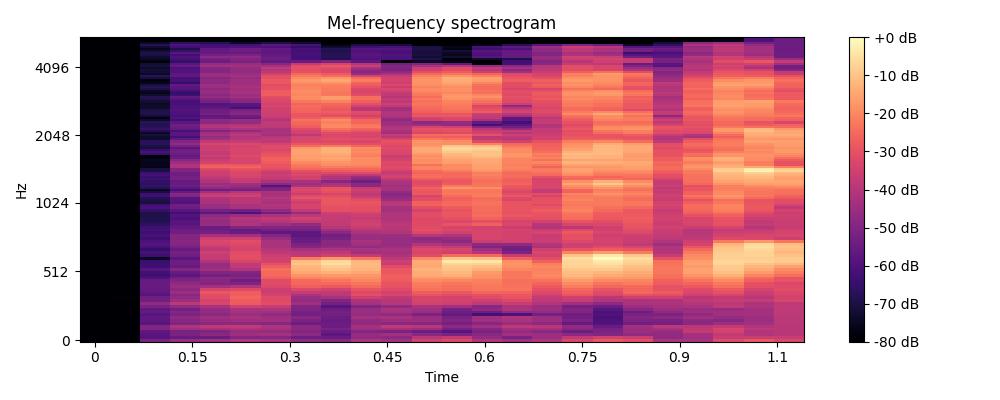 Mel-frequency spectrogram
Hz
4096
2048
1024
512
0
0 0.15 0.3 0.45 0.6 0.75 0.9 1.1
Time
+0 dB
-10 dB
-20 dB
-30 dB
-40 dB
-50 dB
-60 dB
-70 dB
-80 dB